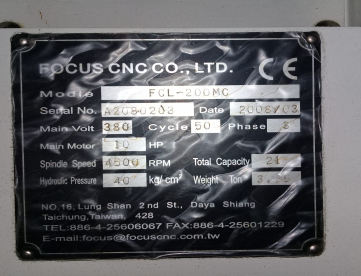 FOCUS CNC CO., LTD. CE
Mode FCL-200MC
Serial No. A2080203 Date 2008/03
Main Volt 380 Cycle 50 Phase 3
Main Motor 10 HP
Spindle Speed 4500 RPM Total Capacity 21
Hydroulic Pressure 40 kg/cm² Weight Ton
NO.16, Lung Shan 2nd St., Daya Shiang
Taichung,Taiwan, 428
TEL:886-4-25606067 FAX:886-4-25601229
E-mail:focus@focuscnc.com.tw